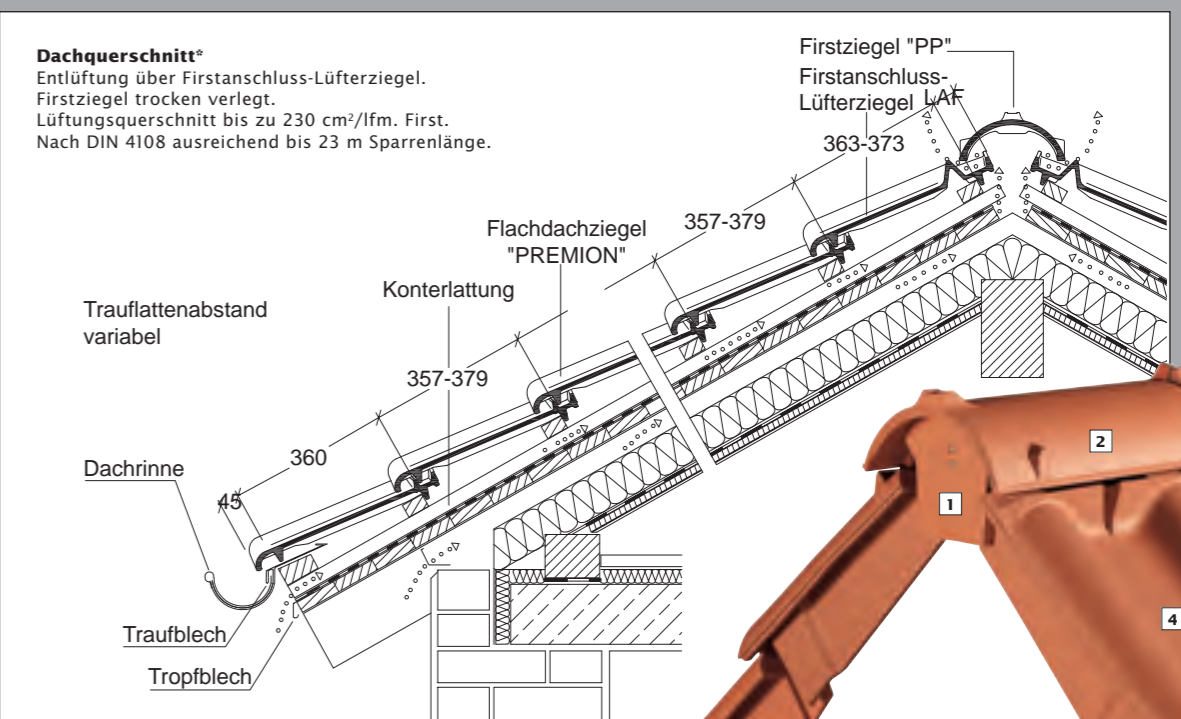 Dachquerschnitt*
Entlüftung über Firstanschluss-Lüfterziegel.
Firstziegel trocken verlegt.
Lüftungsquerschnitt bis zu 230 cm²/lfm. First.
Nach DIN 4108 ausreichend bis 23 m Sparrenlänge.
Firstziegel "PP"
Firstanschluss-
Lüfterziegel LAF
363-373
357-379
Flachdachziegel
"PREMION"
Konterlattung
Trauflattenabstand
variabel
357-379
360
Dachrinne
45
Traufblech
Tropfblech
1
2
4